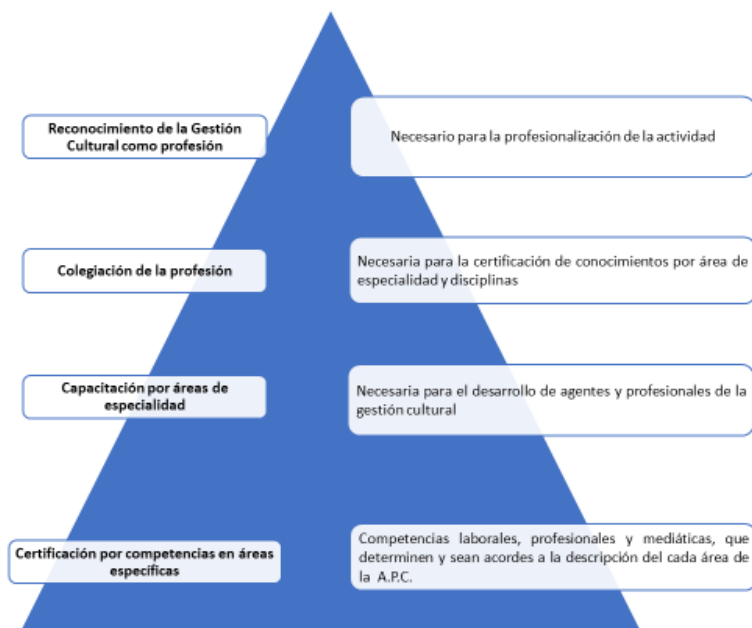 Reconocimiento de la Gestión
Cultural como profesión
Necesario para la profesionalización de la actividad
Colegiación de la profesión
Necesaria para la certificación de conocimientos por área de
especialidad y disciplinas
Capacitación por áreas de
especialidad
Necesaria para el desarrollo de agentes y profesionales de la
gestión cultural
Certificación por competencias en áreas
específicas
Competencias laborales, profesionales y mediáticas, que
determinen y sean acordes a la descripción del cada área de
la A.P.C.